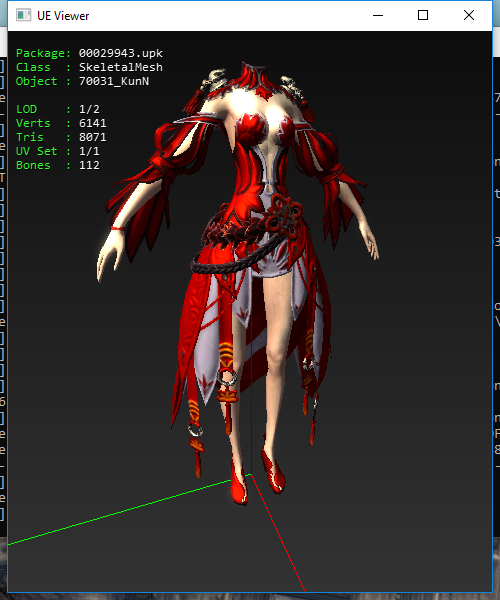 UE Viewer
Package: 00029943.upk
Class : SkeletalMesh
Object : 70031_KunN
LOD : 1/2
Verts : 6141
Tris : 8071
UV Set : 1/1
Bones : 112